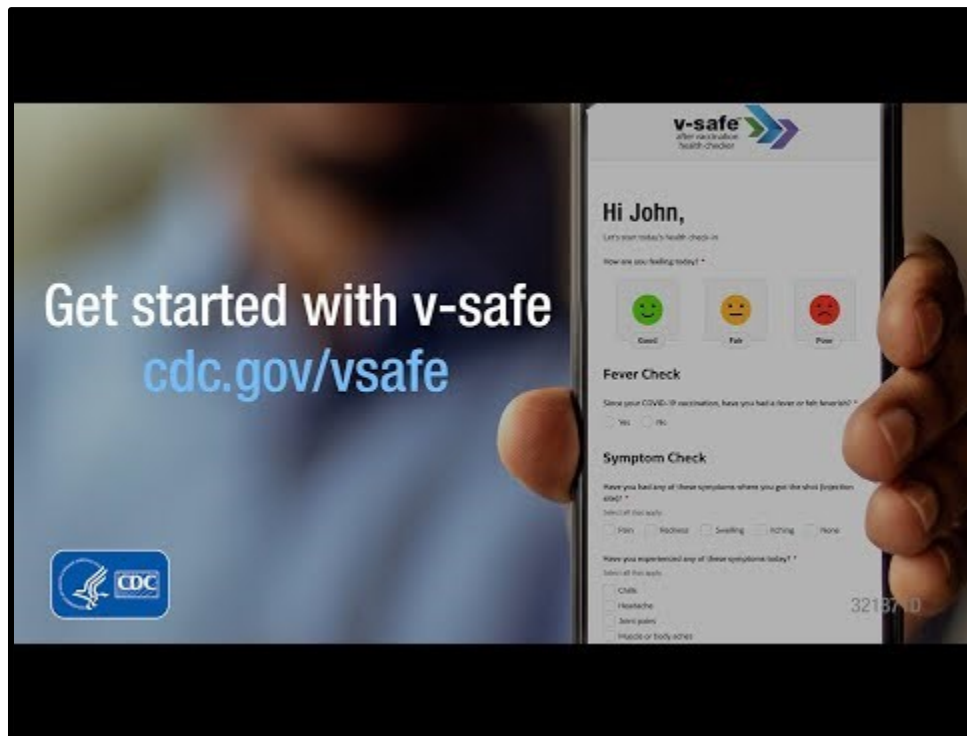 Get started with v-safe
cdc.gov/vsafe
CDC
v-safe
after vaccination
health checker
Hi John,
Let's start today's health check-in
How are you feeling today? *
Good
Fair
Poor
Fever Check
Since your COVID-19 vaccination, have you had a fever or felt feverish? *
Yes
No
Symptom Check
Have you had any of these symptoms where you got the shot (injection
site)? *
Select all that apply
Pain
Redness
Swelling
Itching
None
Have you experienced any of these symptoms today? *
Select all that apply
Chills
Headache
Joint pains
Muscle or body aches